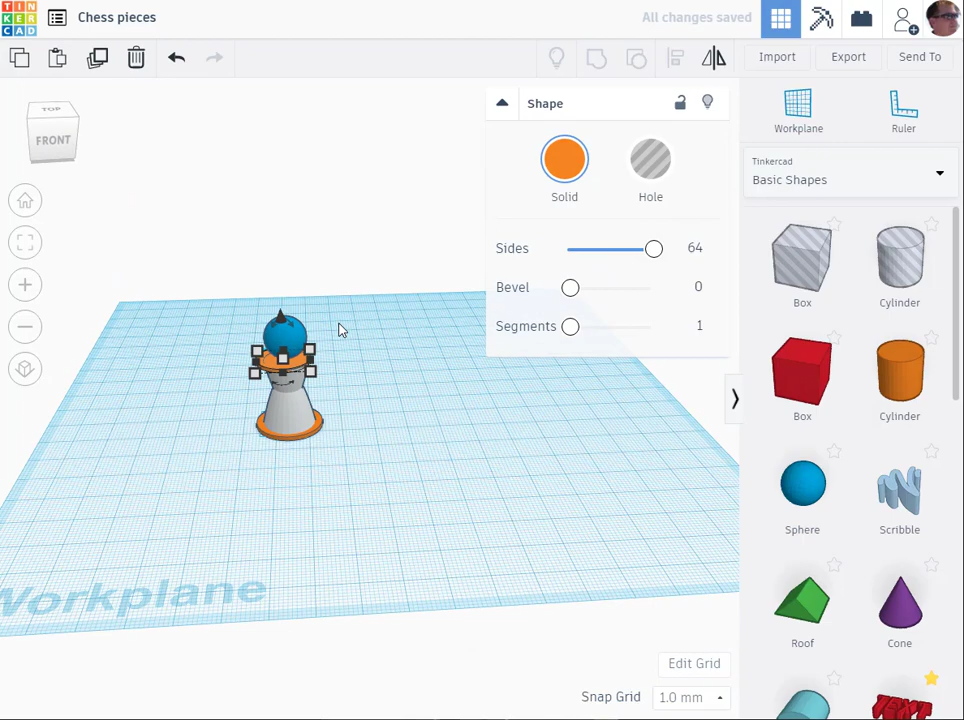 TIN
KER
CAD
Chess pieces
All changes saved
Import
Export
Send To
TOP
FRONT
Shape
Solid
Hole
Sides
64
Bevel
0
Segments
1
Workplane
Ruler
Tinkercad
Basic Shapes
Box
Cylinder
Box
Cylinder
Sphere
Scribble
Roof
Cone
TEXT
Workplane
Edit Grid
Snap Grid
1.0 mm